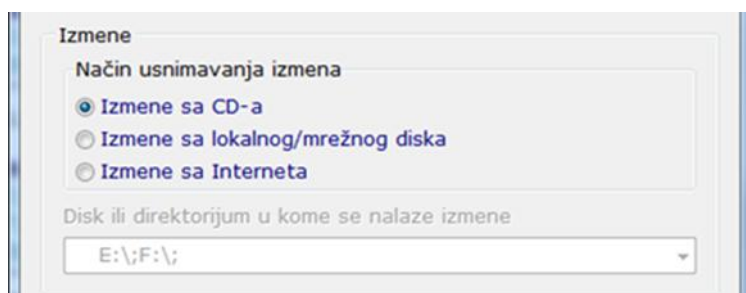 Izmene
Način usnimavanja izmena
Izmene sa CD-a
Izmene sa lokalnog/mrežnog diska
Izmene sa Interneta
Disk ili direktorijum u kome se nalaze izmene
E:\;F:\;